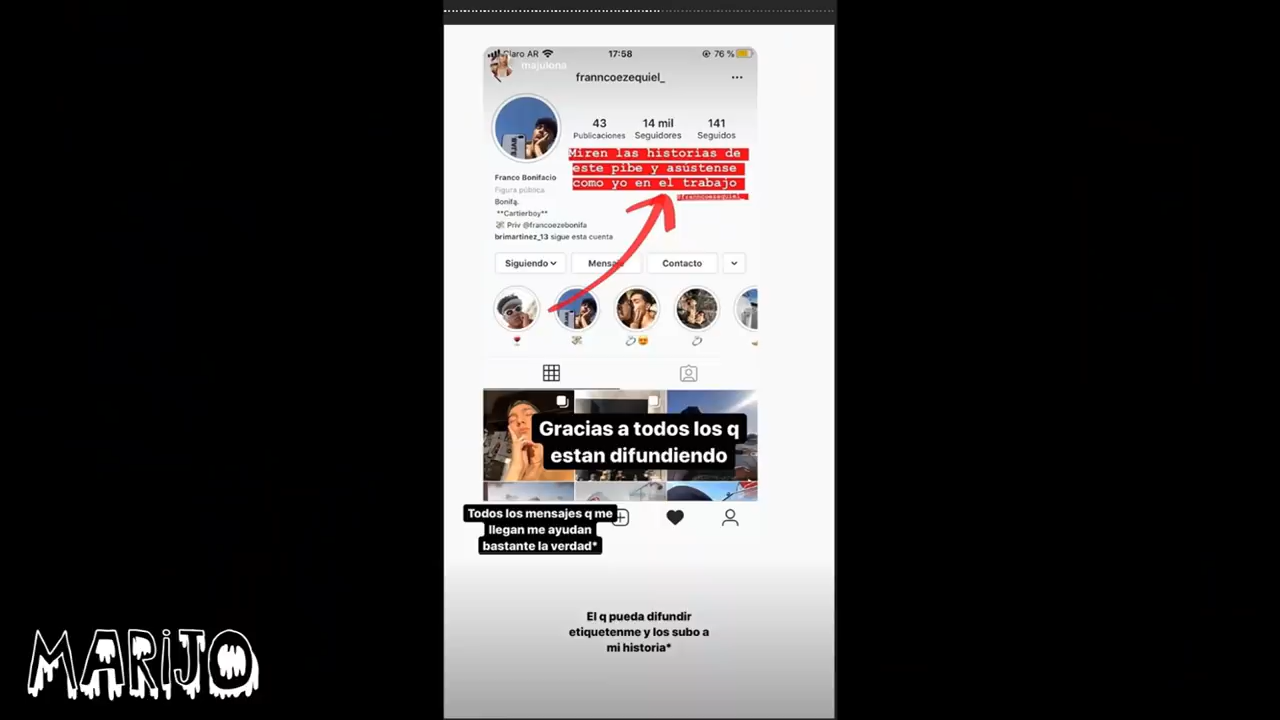 Claro AR
17:58
76 %
majulona
franncoezequiel_
43
14 mil
141
Publicaciones
Seguidores
Seguidos
Miren las historias de
este pibe y asústense
como yo en el trabajo
@franncoezequiel_
Franco Bonifacio
Figura pública
Bonifą.
**Cartierboy**
Priv @francoezebonifa
brimartinez_13 sigue esta cuenta
Siguiendo
Mensaje
Contacto
Gracias a todos los q
estan difundiendo
Todos los mensajes q me
llegan me ayudan
bastante la verdad*
El q pueda difundir
etiquetenme y los subo a
mi historia*
MARiJO